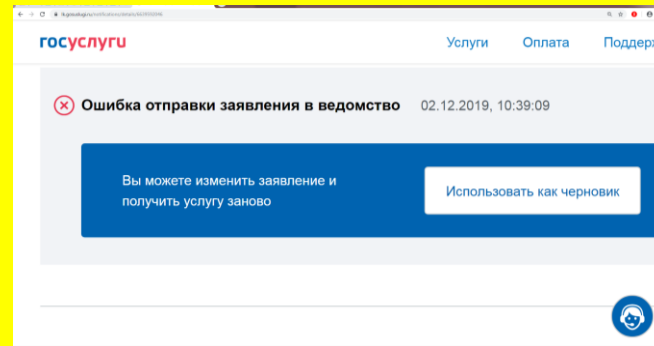 госуслуги
Услуги Оплата Поддерж
Ошибка отправки заявления в ведомство 02.12.2019, 10:39:09
Вы можете изменить заявление и
получить услугу заново
Использовать как черновик